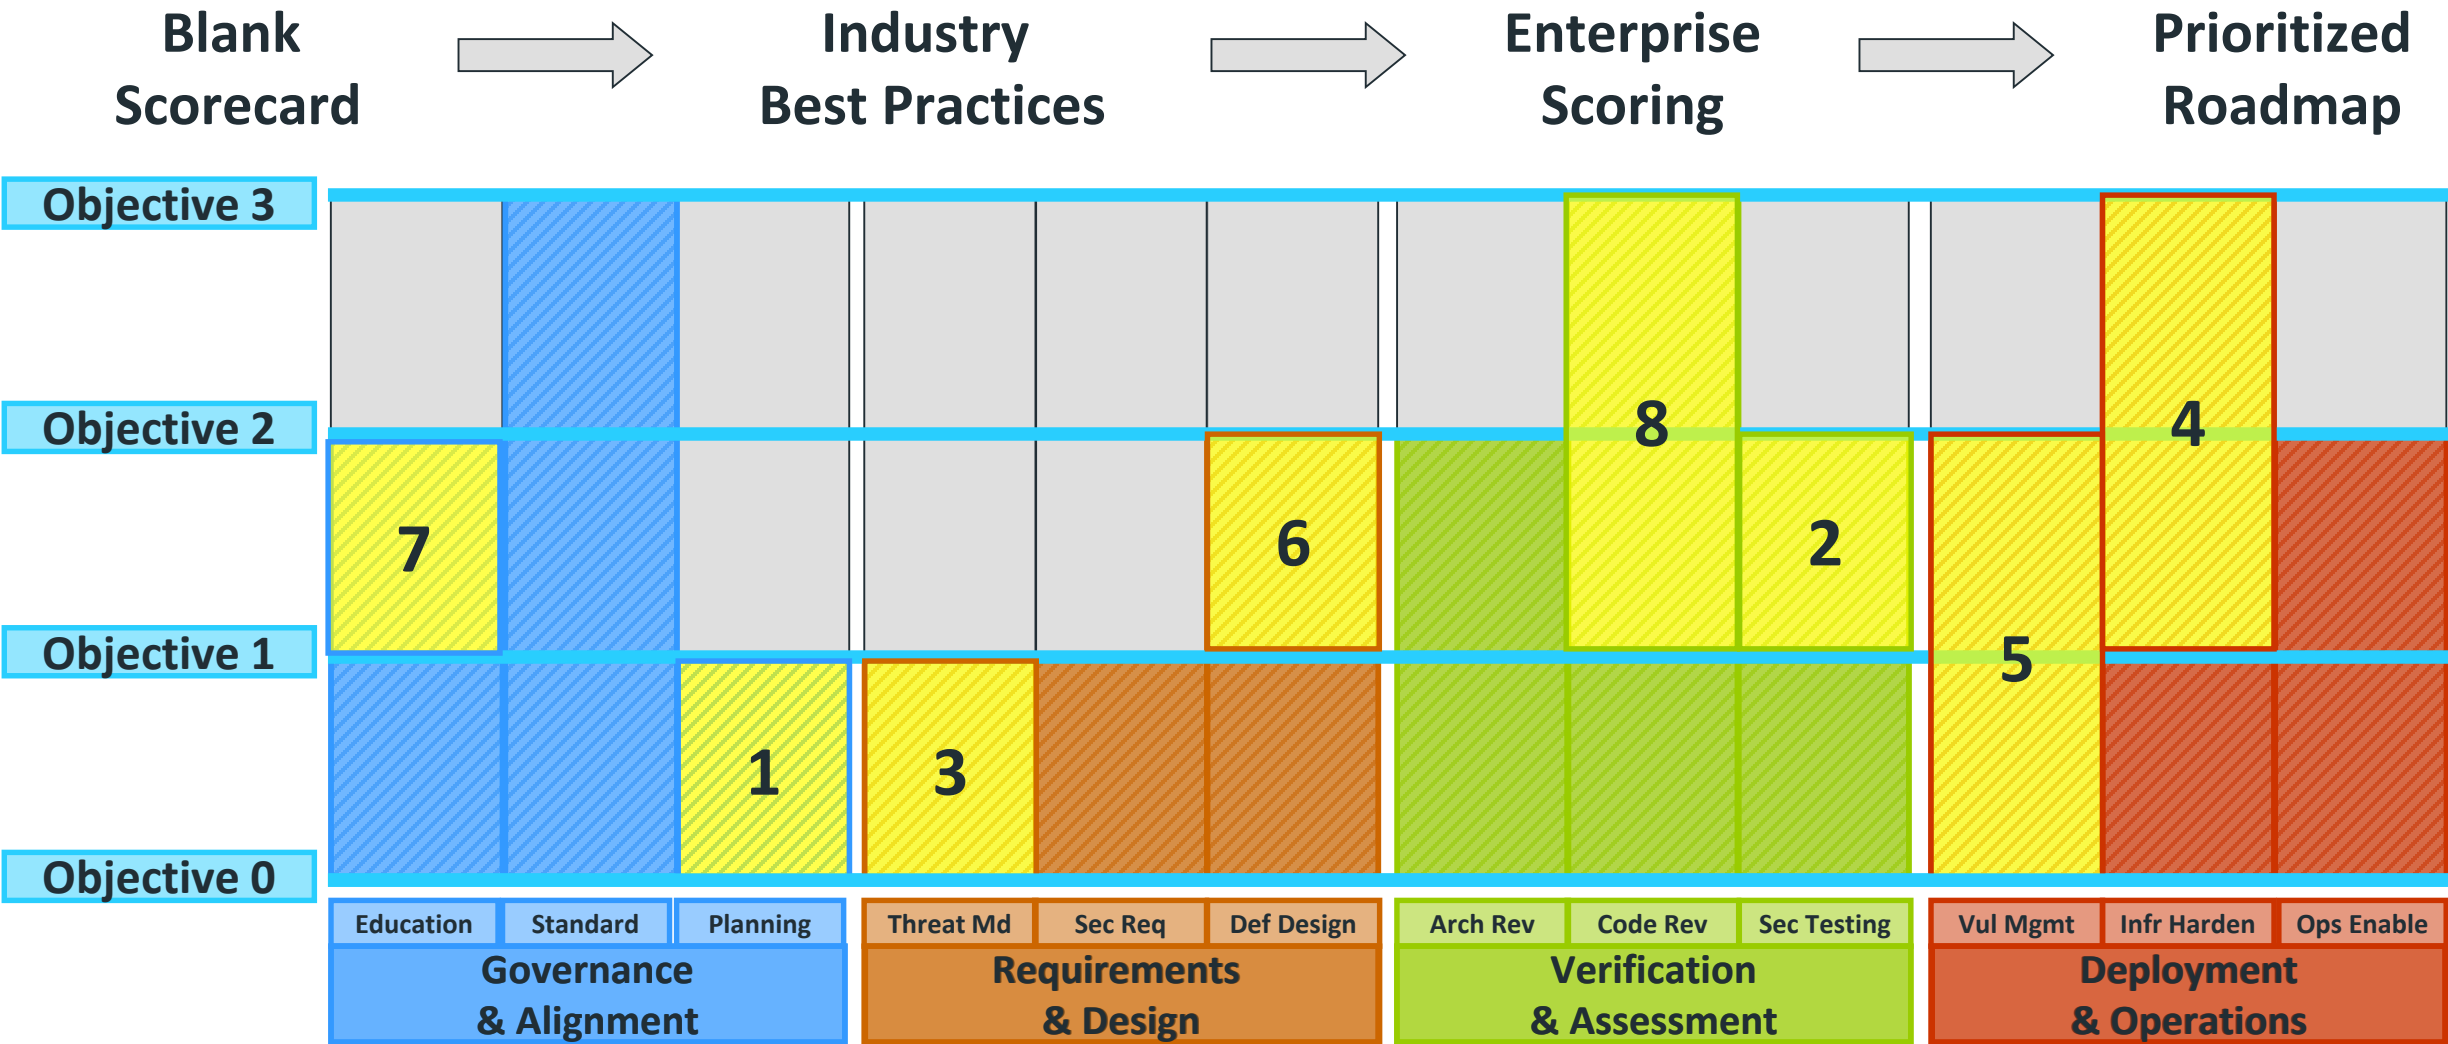 Blank
Scorecard
Industry
Best Practices
Enterprise
Scoring
Prioritized
Roadmap
Objective 3
Objective 2
Objective 1
Objective 0
8
4
7
6
2
5
1
3
Education
Standard
Planning
Threat Md
Sec Req
Def Design
Arch Rev
Code Rev
Sec Testing
Vul Mgmt
Infr Harden
Ops Enable
Governance
& Alignment
Requirements
& Design
Verification
& Assessment
Deployment
& Operations